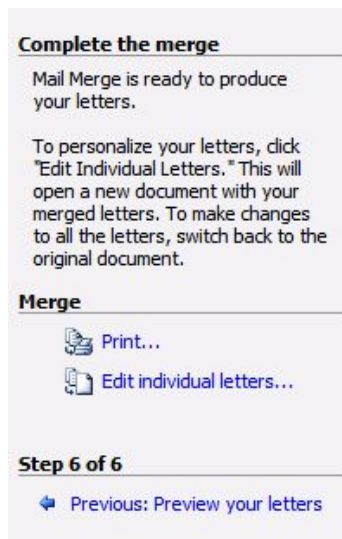 Complete the merge
Mail Merge is ready to produce
your letters.
To personalize your letters, click
"Edit Individual Letters." This will
open a new document with your
merged letters. To make changes
to all the letters, switch back to the
original document.
Merge
Print...
Edit individual letters...
Step 6 of 6
Previous: Preview your letters